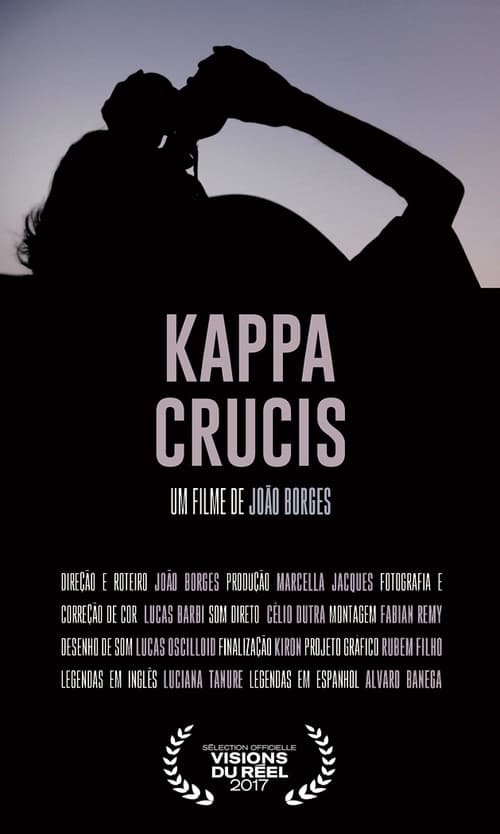 KAPPA
CRUCIS
UM FILME DE JOÃO BORGES
DIREÇÃO E ROTEIRO JOÃO BORGES PRODUÇÃO MARCELLA JACQUES FOTOGRAFIA E
CORREÇÃO DE COR LUCAS BARBI SOM DIRETO CÉLIO DUTRA MONTAGEM FABIAN REMY
DESENHO DE SOM LUCAS OSCILLOID FINALIZAÇÃO KIRON PROJETO GRÁFICO RUBEM FILHO
LEGENDAS EM INGLÊS LUCIANA TANURE LEGENDAS EM ESPANHOL ALVARO BANEGA
SÉLECTION OFFICIELLE
VISIONS
DU RÉEL
2017